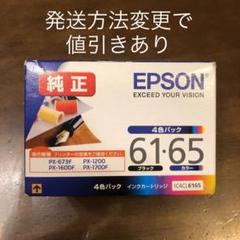 発送方法変更で
値引きあり
純正
EPSON
EXCEED YOUR VISION
4色パック
61・65
ブラック
カラー
PX-673F
PX-1200
PX-1600F
PX-1700F
4色パック
インクカートリッジ
IC4CL6165